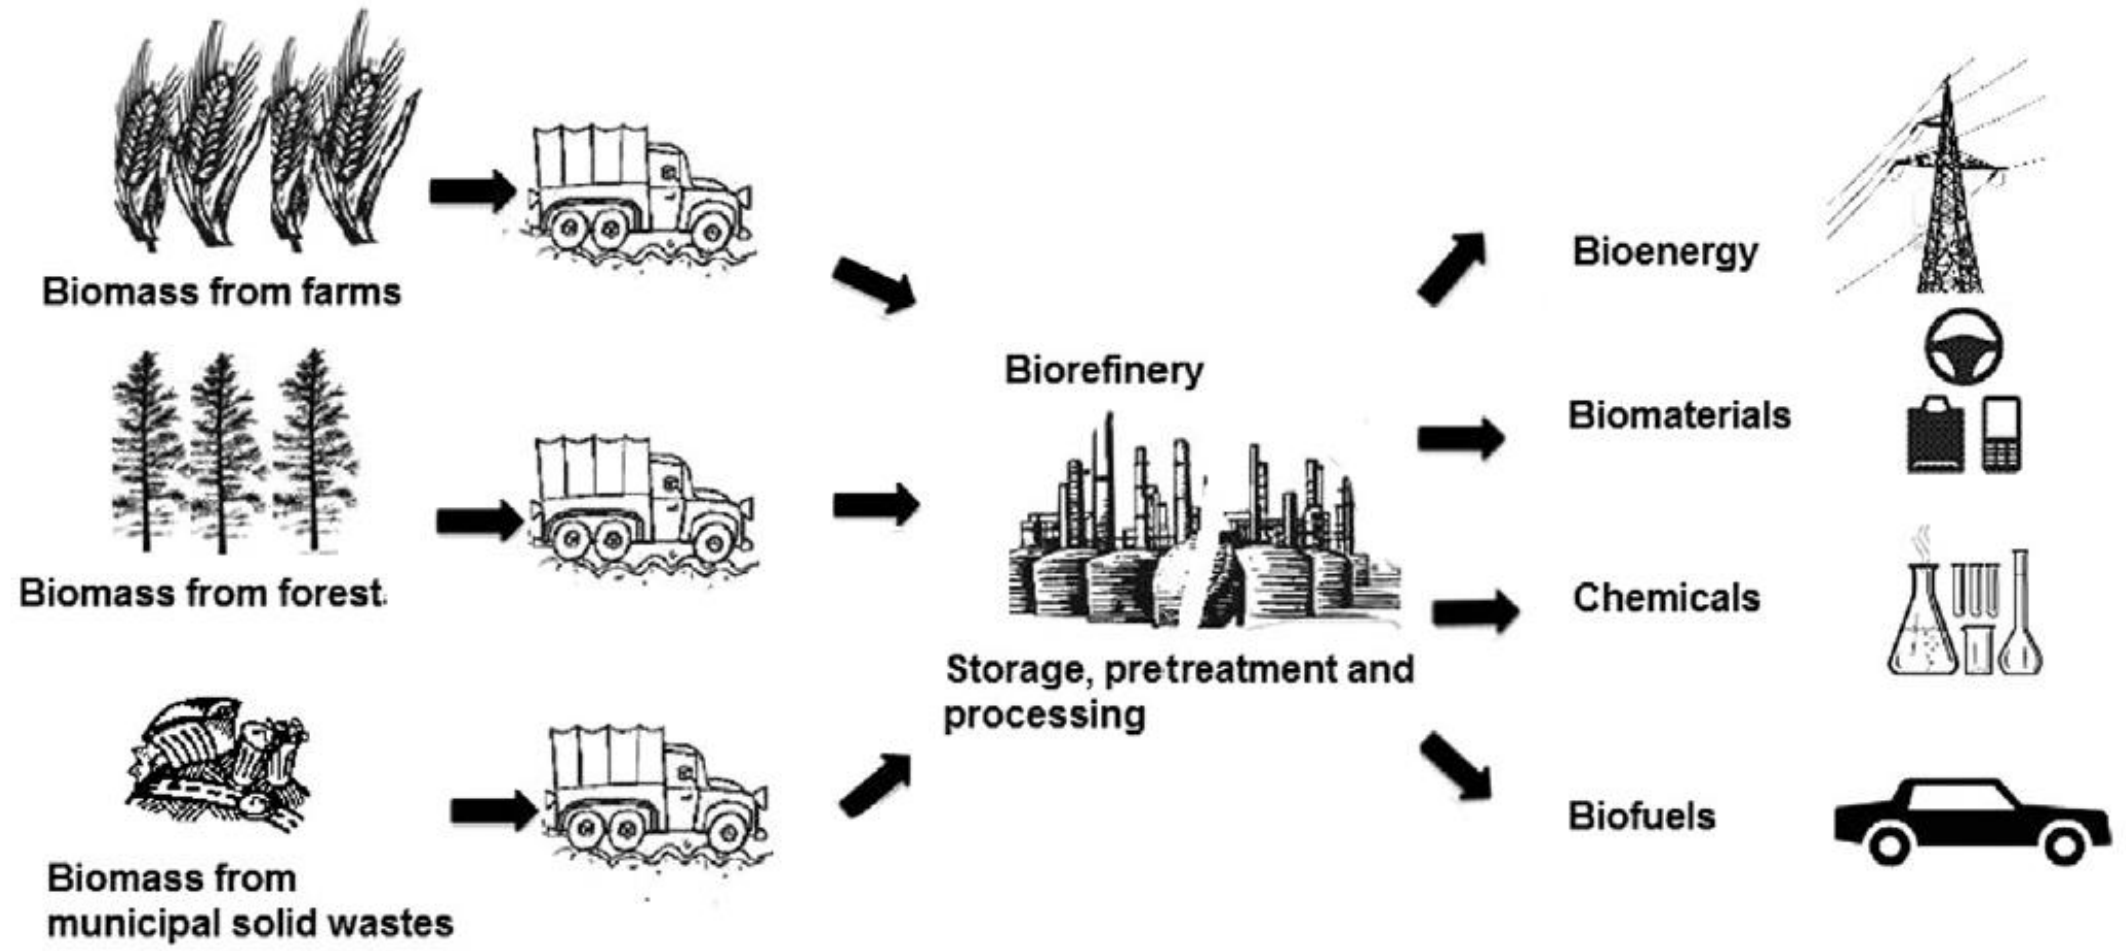 Biomass from farms
Biomass from forest.
Biomass from
municipal solid wastes
Biorefinery
Storage, pretreatment and
processing
Bioenergy
Biomaterials
Chemicals
Biofuels